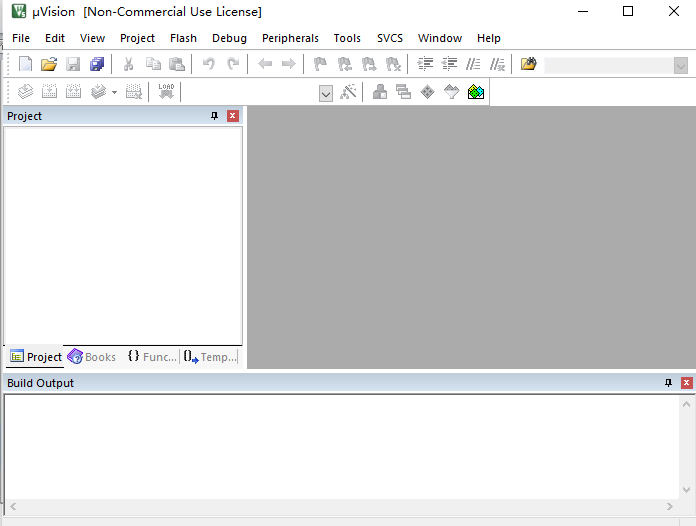 µVision [Non-Commercial Use License]
File Edit View Project Flash Debug Peripherals Tools SVCS Window Help
LOAD
Project
Project Books {} Func... {} Temp...
Build Output